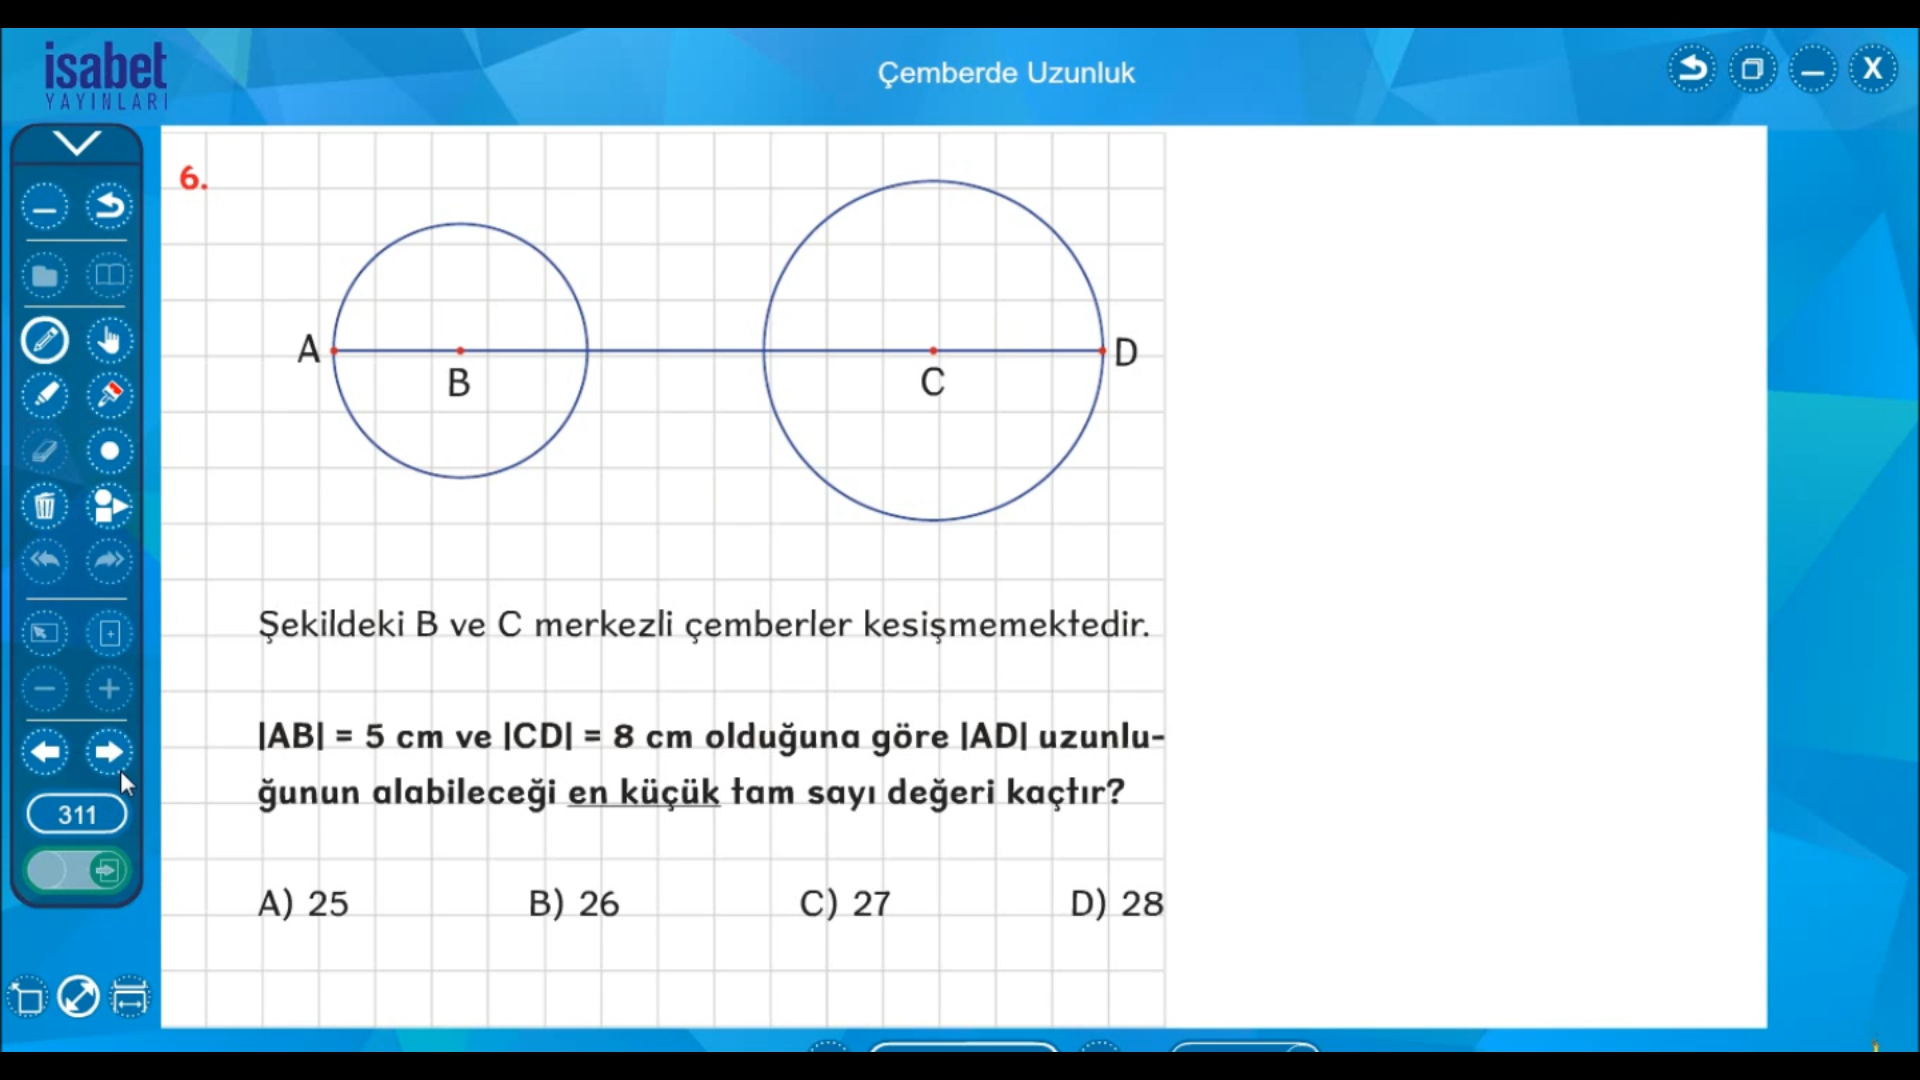 isabet
YAYINLARI
Çemberde Uzunluk
X
6.
A
B
C
D
Şekildeki B ve C merkezli çemberler kesişmemektedir.
|AB| = 5 cm ve |CD| = 8 cm olduğuna göre |AD| uzunlu-
ğunun alabileceği en küçük tam sayı değeri kaçtır?
A) 25 B) 26 C) 27 D) 28
311